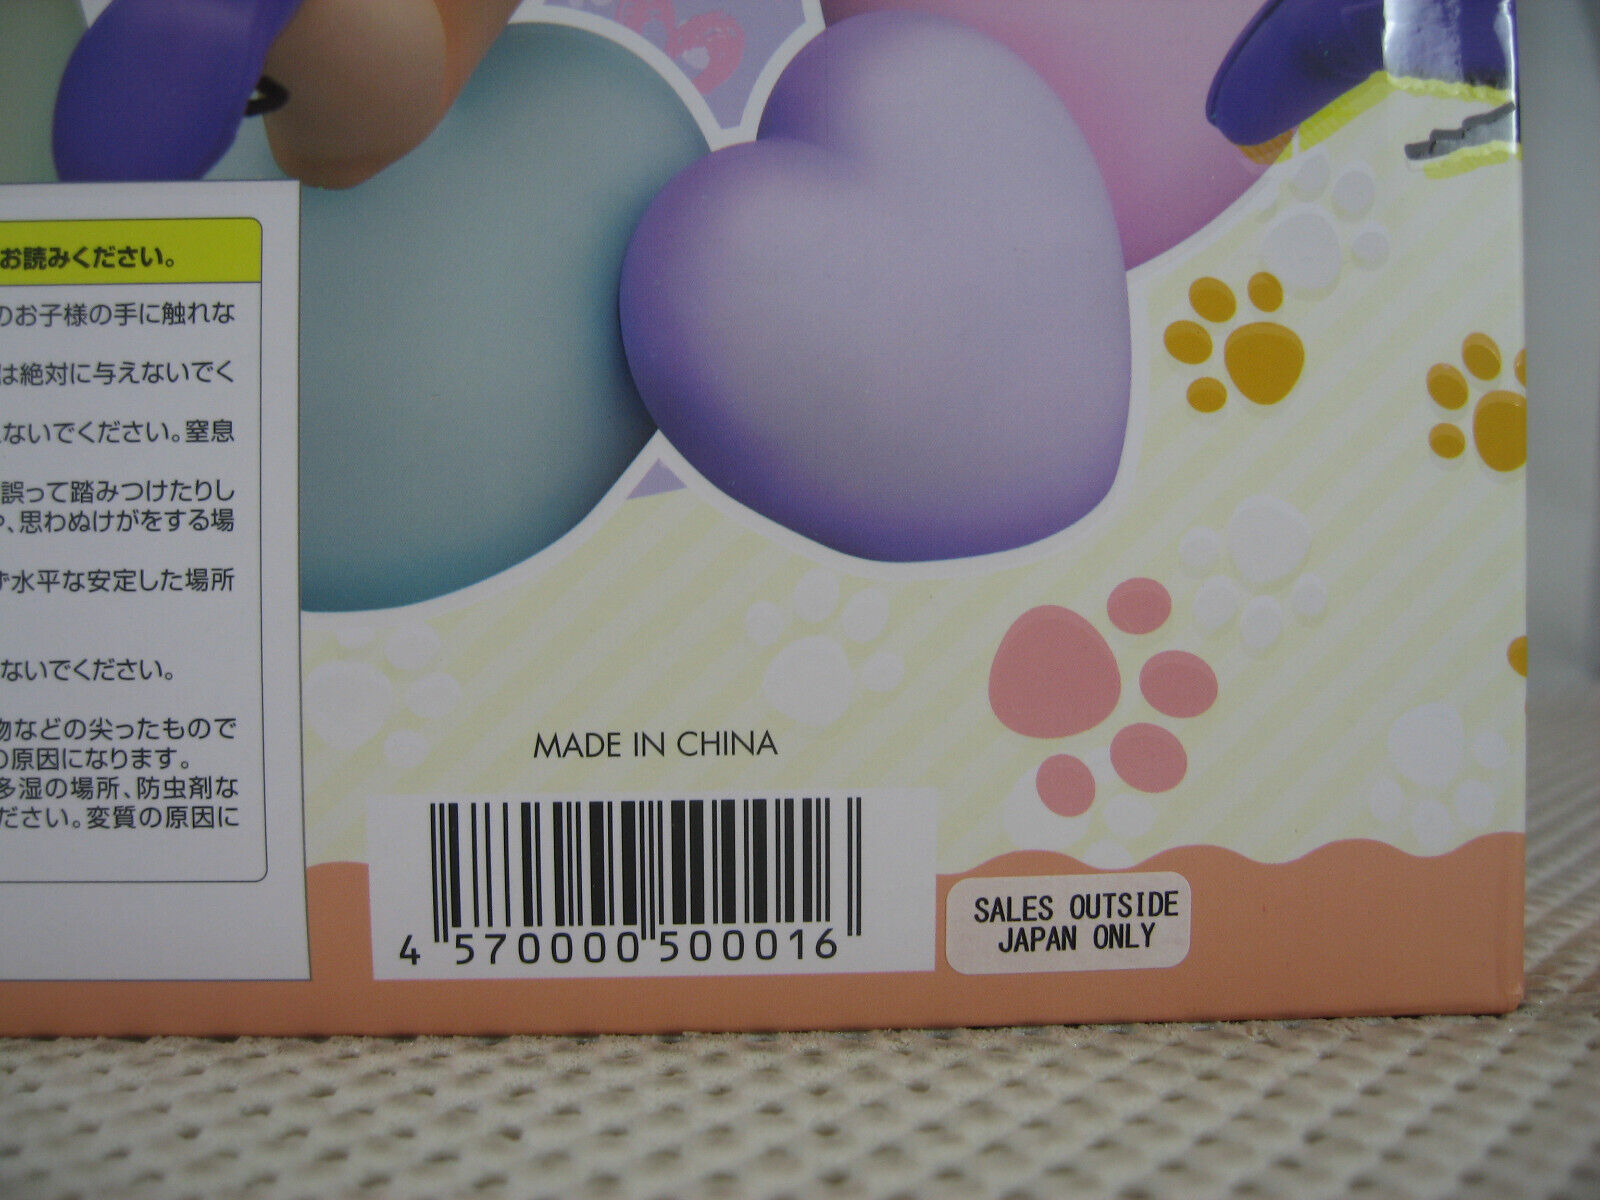 お読みください。
のお子様の手に触れな
は絶対に与えないでく
ないでください。窒息
誤って踏みつけたりし
、思わぬけがをする場
水平な安定した場所
ないでください。
物などの尖ったもので
の原因になります。
多湿の場所、防虫剤な
ださい。変質の原因に
MADE IN CHINA
4 570000 500016
SALES OUTSIDE
JAPAN ONLY